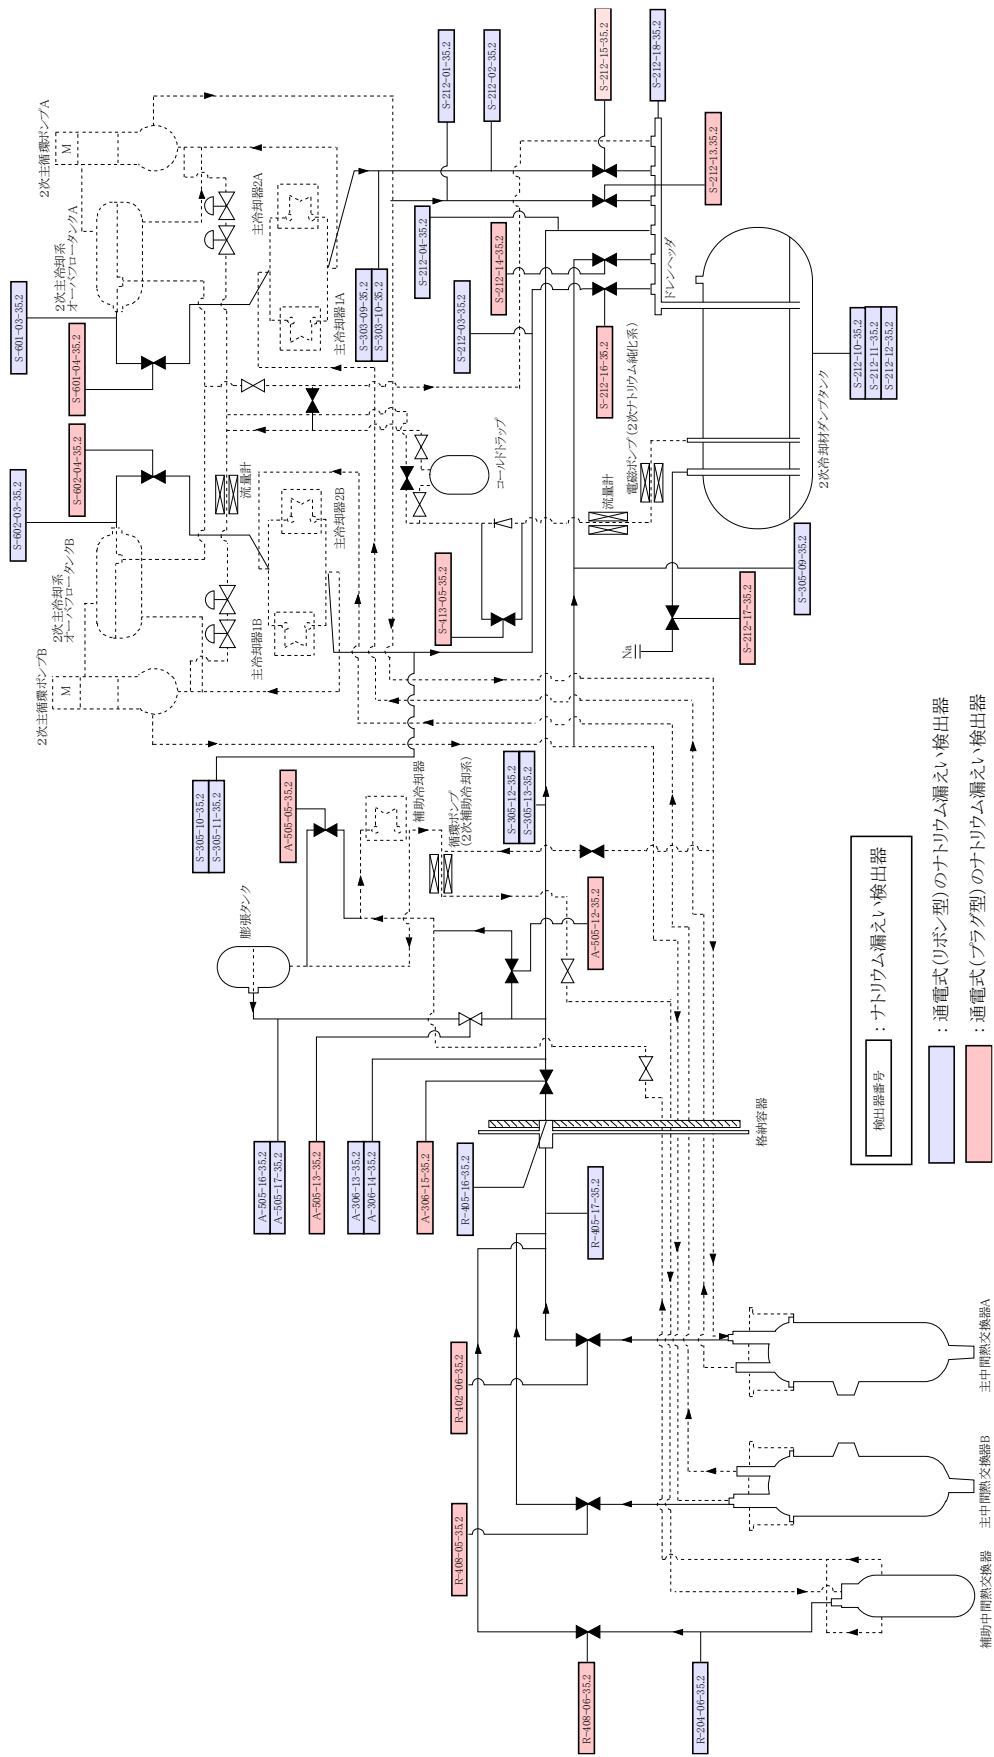 2次主循環ポンプB
2次主循環ポンプA
M
M
S-602-03-35.2
S-601-03-35.2
S-602-04-35.2
S-601-04-35.2
2次主冷却系
オーバフロータンクB
2次主冷却系
オーバフロータンクA
流量計
主冷却器1B
主冷却器2B
主冷却器1A
主冷却器2A
S-305-10-35.2
S-305-11-35.2
S-303-09-35.2
S-303-10-35.2
膨張タンク
A-505-05-35.2
補助冷却器
循環ポンプ
(2次補助冷却系)
S-413-05-35.2
コールドトラップ
S-212-03-35.2
S-212-04-35.2
S-212-01-35.2
S-212-02-35.2
S-212-14-35.2
S-305-12-35.2
S-305-13-35.2
A-505-12-35.2
A-505-16-35.2
A-505-17-35.2
A-505-13-35.2
A-306-13-35.2
A-306-14-35.2
A-306-15-35.2
R-405-16-35.2
R-405-17-35.2
流量計
電磁ポンプ(2次ナトリウム純化系)
S-212-16-35.2
S-212-15-35.2
S-212-18-35.2
S-212-13-35.2
ドレンヘッダ
Na
S-212-17-35.2
S-305-09-35.2
2次冷却材ダンプタンク
S-212-10-35.2
S-212-11-35.2
S-212-12-35.2
格納容器
R-402-06-35.2
R-408-05-35.2
R-408-06-35.2
R-204-06-35.2
補助中間熱交換器
主中間熱交換器B
主中間熱交換器A
検出器番号
：ナトリウム漏えい検出器
：通電式(リボン型)のナトリウム漏えい検出器
：通電式(プラグ型)のナトリウム漏えい検出器